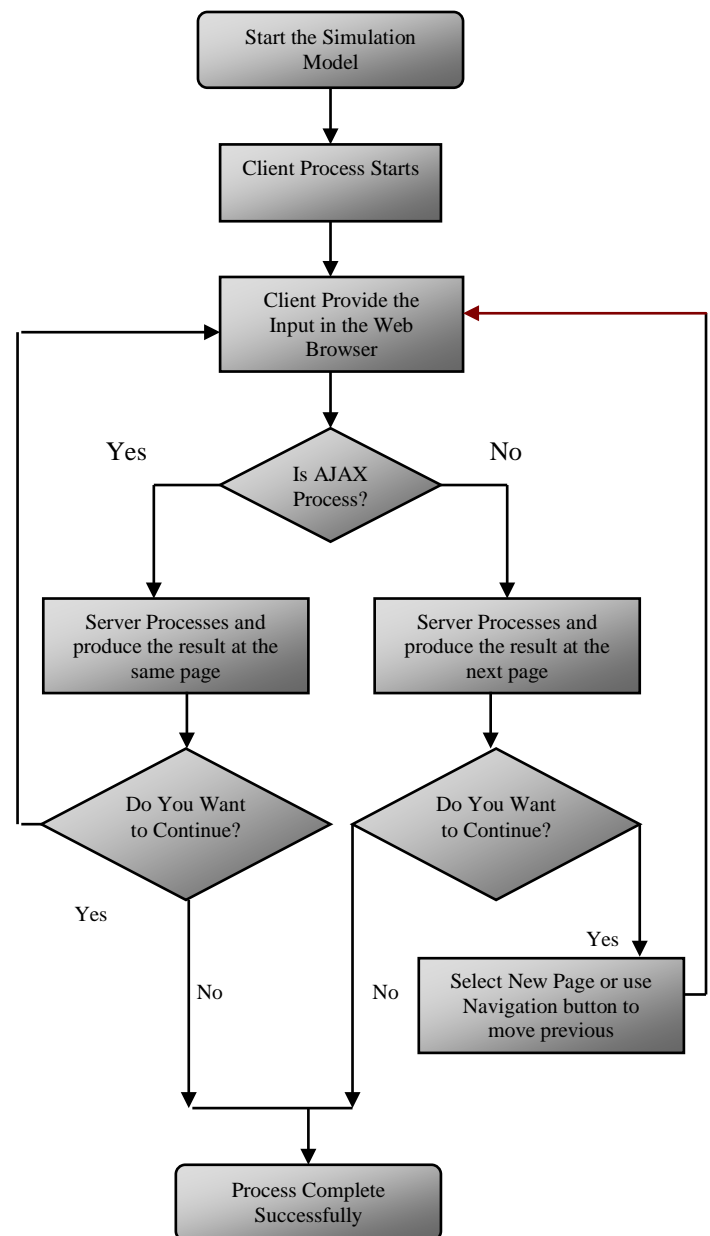 Start the Simulation
Model
Client Process Starts
Client Provide the
Input in the Web
Browser
Yes
No
Is AJAX
Process?
Server Processes and
produce the result at the
same page
Server Processes and
produce the result at the
next page
Do You Want
to Continue?
Do You Want
to Continue?
Yes
Yes
No
No
Select New Page or use
Navigation button to
move previous
Process Complete
Successfully